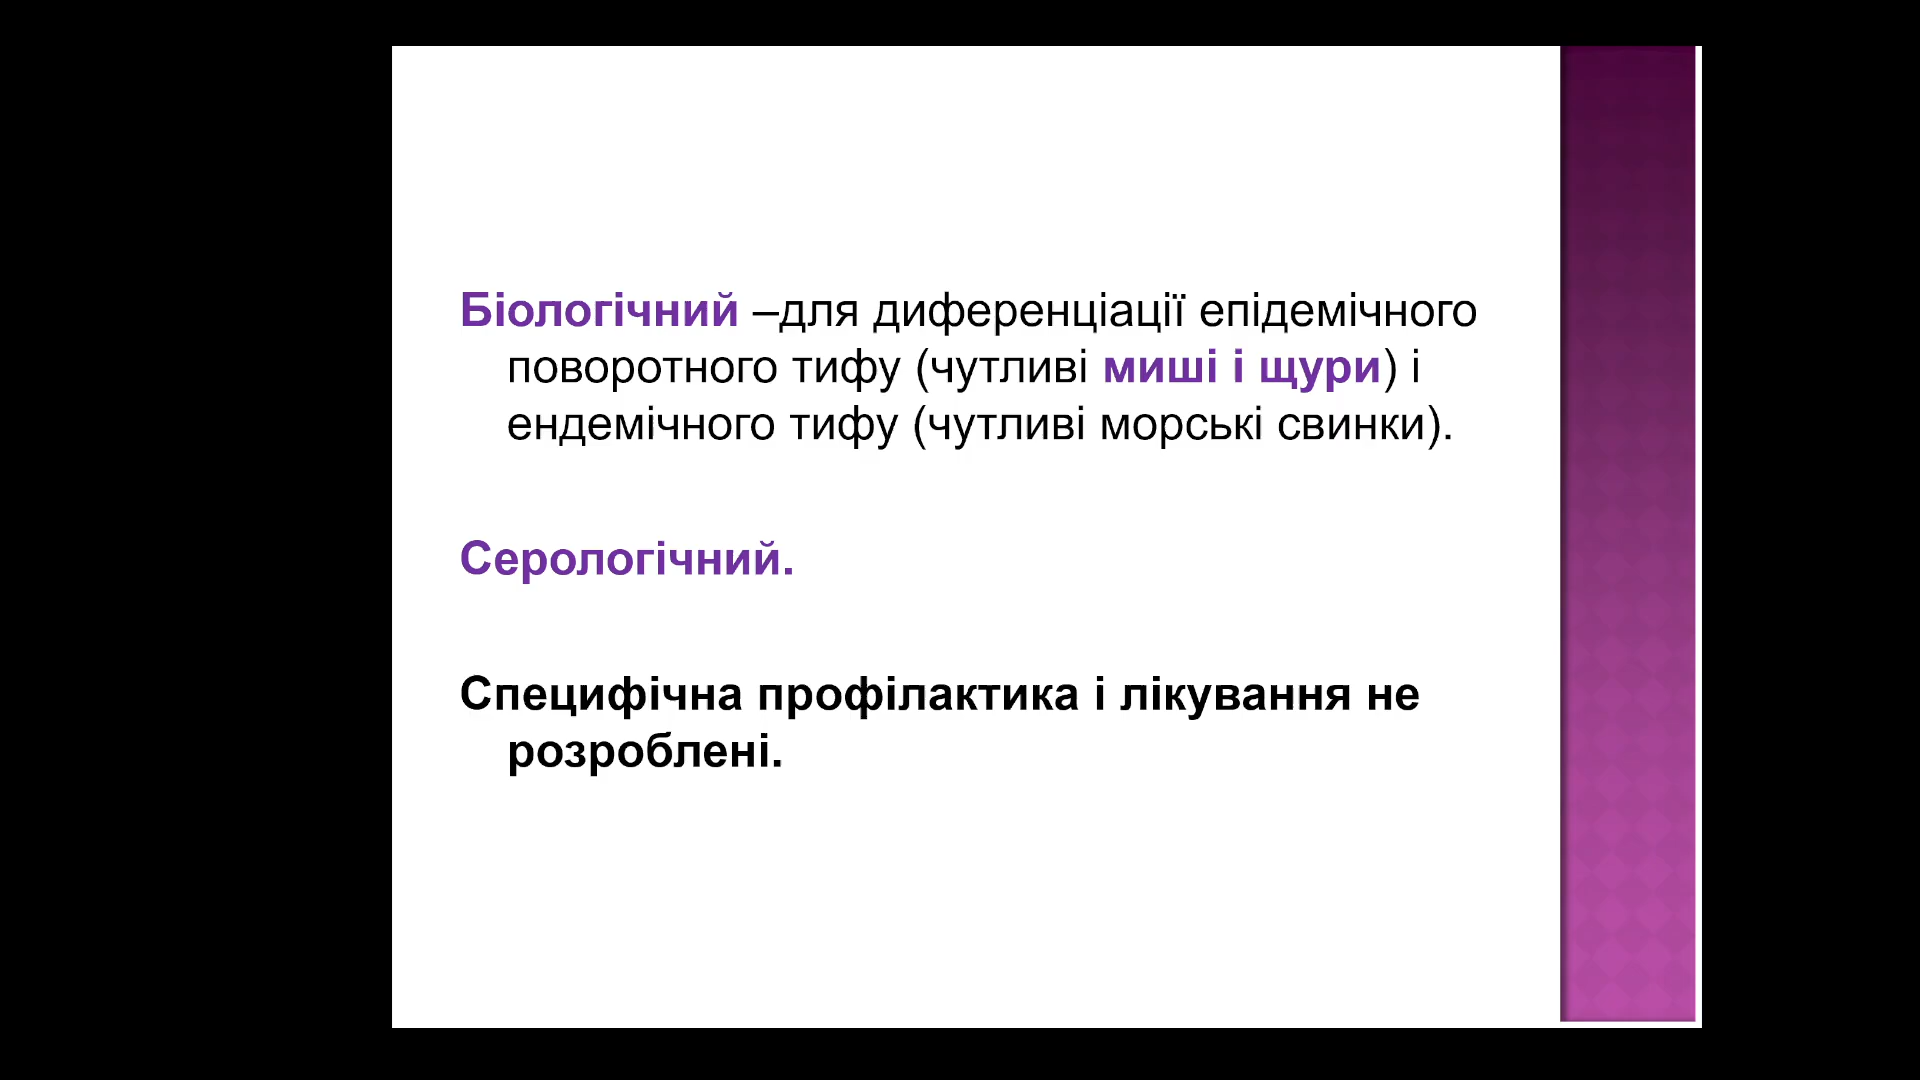 Біологічний –для диференціації епідемічного
поворотного тифу (чутливі миші і щури) і
ендемічного тифу (чутливі морські свинки).
Серологічний.
Специфічна профілактика і лікування не
розроблені.